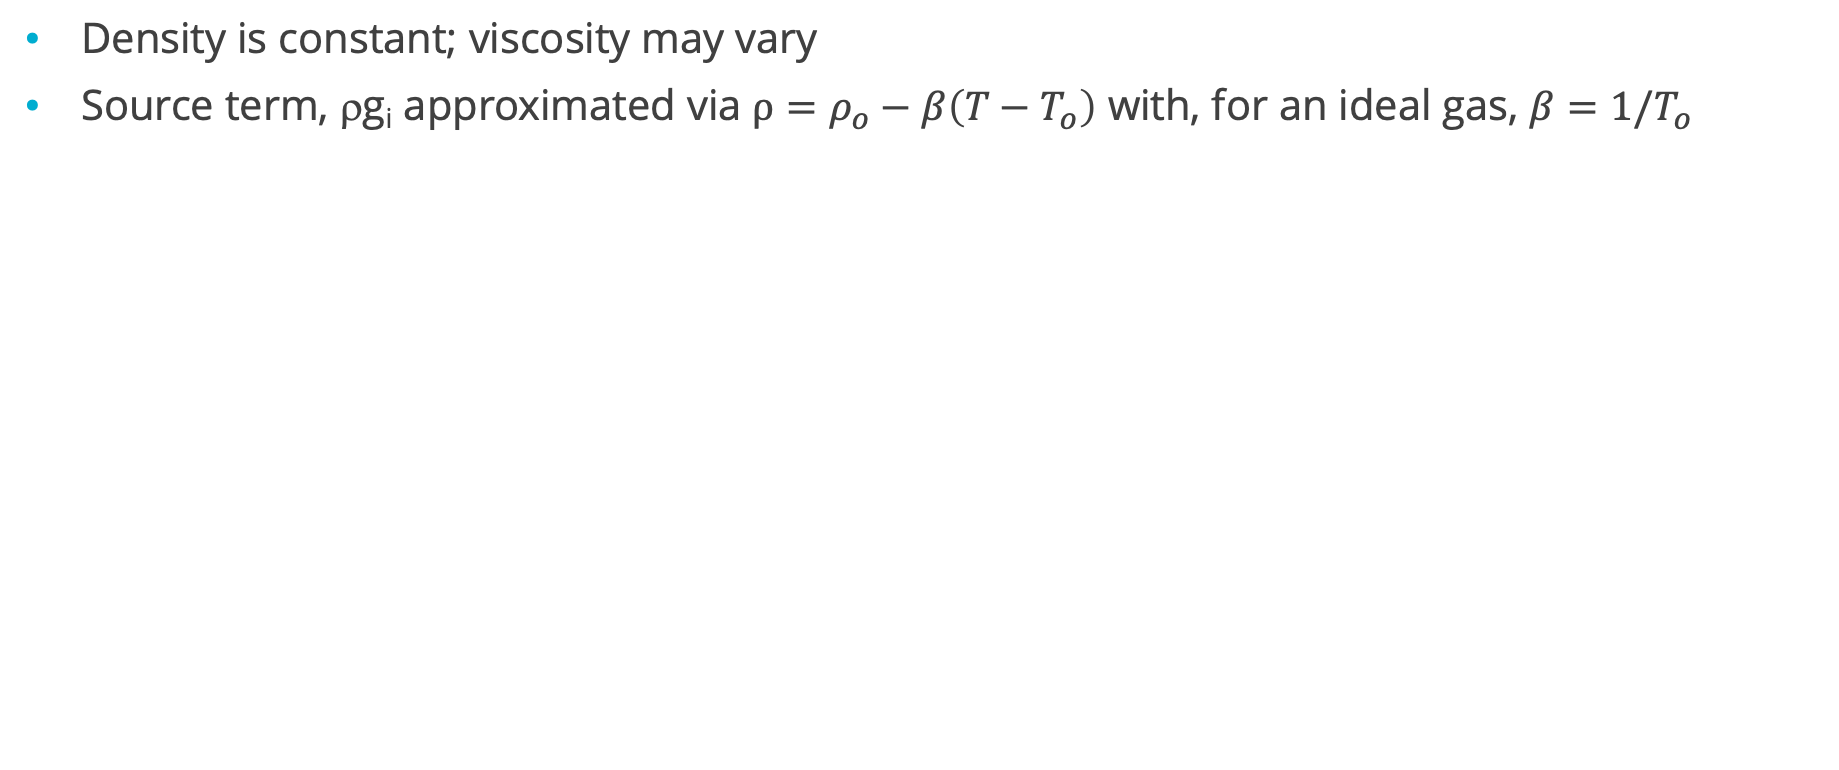 • Density is constant; viscosity may vary
• Source term, ρgᵢ approximated via ρ = ρₒ − β(T − Tₒ) with, for an ideal gas, β = 1/Tₒ